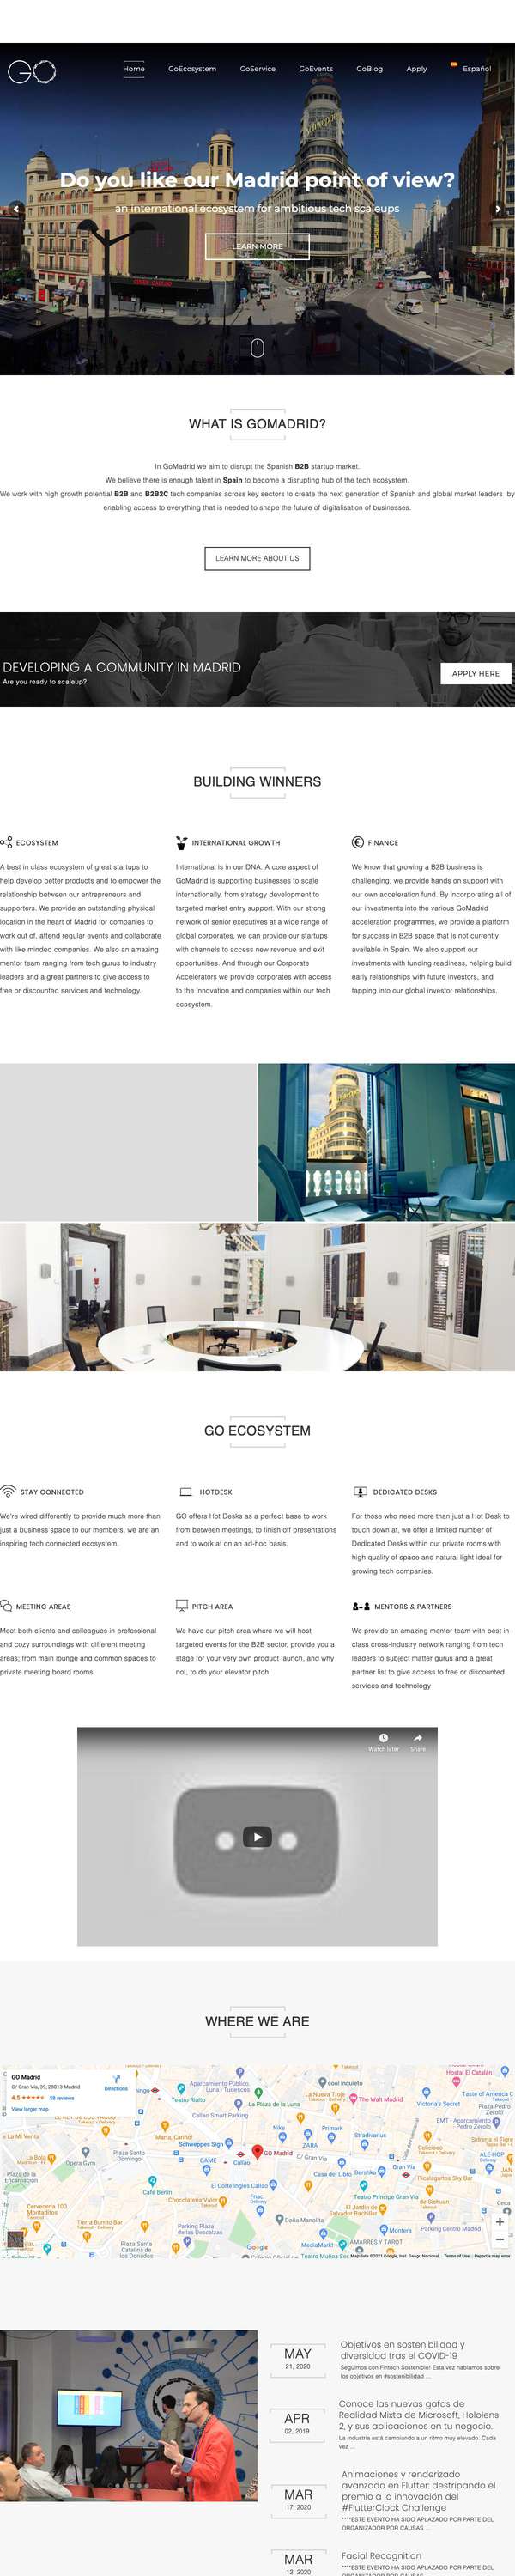 GO
Home GoEcosystem GoService GoEvents GoBlog Apply Español
Do you like our Madrid point of view?
an international ecosystem for ambitious tech scaleups
LEARN MORE
WHAT IS GOMADRID?
In GoMadrid we aim to disrupt the Spanish B2B startup market.
We believe there is enough talent in Spain to become a disrupting hub of the tech ecosystem.
We work with high growth potential B2B and B2B2C tech companies across key sectors to create the next generation of Spanish and global market leaders by
enabling access to everything that is needed to shape the future of digitalisation of businesses.
LEARN MORE ABOUT US
DEVELOPING A COMMUNITY IN MADRID
Are you ready to scaleup?
APPLY HERE
BUILDING WINNERS
ECOSYSTEM
A best in class ecosystem of great startups to
help develop better products and to empower the
relationship between our entrepreneurs and
supporters. We provide an outstanding physical
location in the heart of Madrid for companies to
work out of, attend regular events and collaborate
with like minded companies. We also an amazing
mentor team ranging from tech gurus to industry
leaders and a great partners to give access to
free or discounted services and technology.
INTERNATIONAL GROWTH
International is in our DNA. A core aspect of
GoMadrid is supporting businesses to scale
internationally, from strategy development to
targeted market entry support. With our strong
network of senior executives at a wide range of
global corporates, we can provide our startups
with channels to access new revenue and exit
opportunities. And through our Corporate
Accelerators we provide corporates with access
to the innovation and companies within our tech
ecosystem.
FINANCE
We know that growing a B2B business is
challenging, we provide hands on support with
our own acceleration fund. By incorporating all of
our investments into the various GoMadrid
acceleration programmes, we provide a platform
for success in B2B space that is not currently
available in Spain. We also support our
investments with funding readiness, helping build
early relationships with future investors, and
tapping into our global investor relationships.
GO ECOSYSTEM
STAY CONNECTED
We're wired differently to provide much more than
just a business space to our members, we are an
inspiring tech connected ecosystem.
HOTDESK
GO offers Hot Desks as a perfect base to work
from between meetings, to finish off presentations
and to work at on an ad-hoc basis.
DEDICATED DESKS
For those who need more than just a Hot Desk to
touch down at, we offer a limited number of
Dedicated Desks within our private rooms with
high quality of space and natural light ideal for
growing tech companies.
MEETING AREAS
Meet both clients and colleagues in professional
and cozy surroundings with different meeting
areas; from main lounge and common spaces to
private meeting board rooms.
PITCH AREA
We have our pitch area where we will host
targeted events for the B2B sector, provide you a
stage for your very own product launch, and why
not, to do your elevator pitch.
MENTORS & PARTNERS
We provide an amazing mentor team with best in
class cross-industry network ranging from tech
leaders to subject matter gurus and a great
partner list to give access to free or discounted
services and technology
Watch later Share
WHERE WE ARE
GO Madrid
C/ Gran Vía, 39, 28013 Madrid
4.5 58 reviews
View larger map
Directions
Hostal El Catalán
Aparcamiento Público
Luna - Tudescos
cool inquieto
Teatro Rialto
La Nueva Troje
The Walt Madrid
Taste of America
La Plaza de la Luna
Victoria's Secret
Plaza Pedro
Zerolo
Callao Smart Parking
EMT - Aparcamiento
Pedro Zerolo
Nike
Primark
Stradivarius
La Mi Venta
Marta, Cariño!
Schweppes Sign
ZARA
Plaza Santo
Domingo
GO Madrid
C/ Gran Vía
La Bola
Opera Gym
GAME
Callao
Gran Vía
Casa del Libro
Bershka
Picalagartos Sky Bar
Café Berlin
El Corte Inglés Callao
Fnac
Teatro Príncipe Gran Vía
Chocolatería Valor
El Jardín de
Salvador Bachiller
Cervecería 100
Montaditos
Doña Manolita
Tierra Burrito Bar
Parking Plaza
de las Descalzas
Montera
Parking Centro Madrid
Plaza Santa
Catalina de
los Donados
Google
MediaMarkt
AMARRES Y TAROT
Map Data ©2021 Google, Inst. Geogr. Nacional Terms of Use Report a map error
MAY
21, 2020
Objetivos en sostenibilidad y
diversidad tras el COVID-19
Seguimos con Fintech Sostenible! Esta vez hablamos sobre
los objetivos en #sostenibilidad ...
APR
02, 2019
Conoce las nuevas gafas de
Realidad Mixta de Microsoft, Hololens
2, y sus aplicaciones en tu negocio.
La industria está cambiando a un ritmo muy elevado. Cada
vez ...
MAR
17, 2020
Animaciones y renderizado
avanzado en Flutter: destripando el
premio a la innovación del
#FlutterClock Challenge
****ESTE EVENTO HA SIDO APLAZADO POR PARTE DEL
ORGANIZADOR POR CAUSAS ...
MAR
12, 2020
Facial Recognition
****ESTE EVENTO HA SIDO APLAZADO POR PARTE DEL